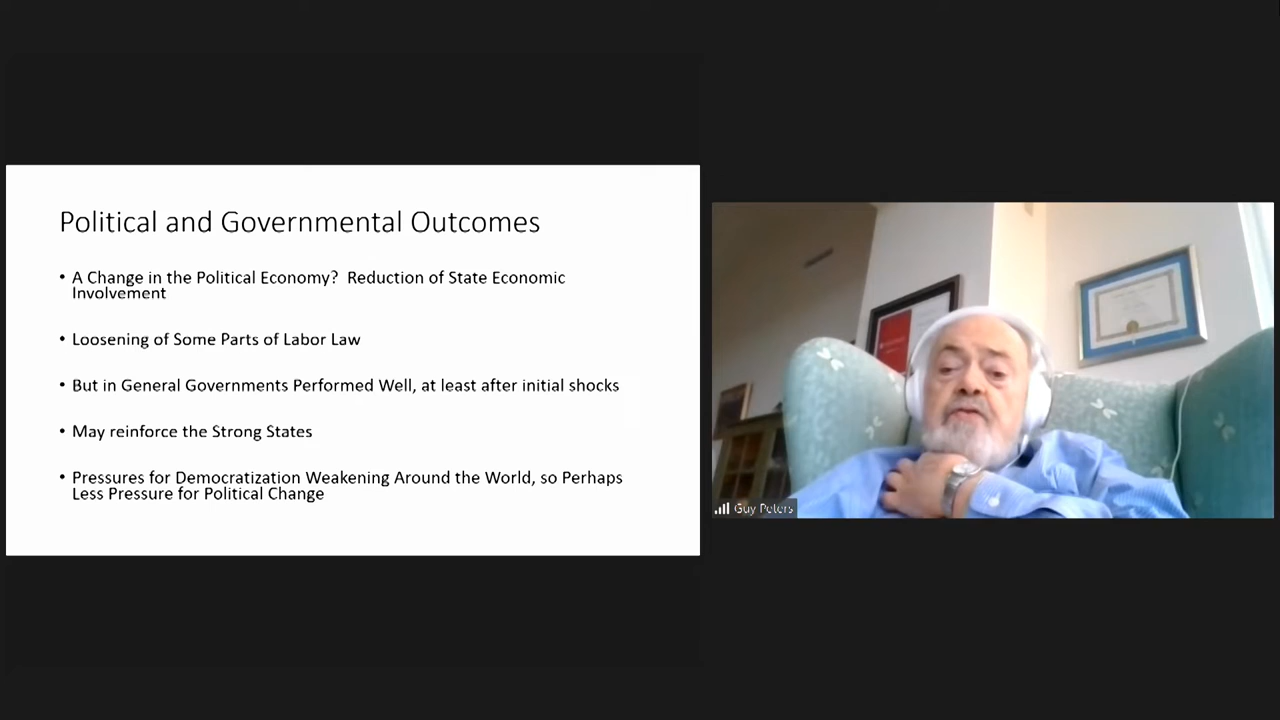 Political and Governmental Outcomes
• A Change in the Political Economy?  Reduction of State Economic
Involvement
• Loosening of Some Parts of Labor Law
• But in General Governments Performed Well, at least after initial shocks
• May reinforce the Strong States
• Pressures for Democratization Weakening Around the World, so Perhaps
Less Pressure for Political Change
Guy Peters